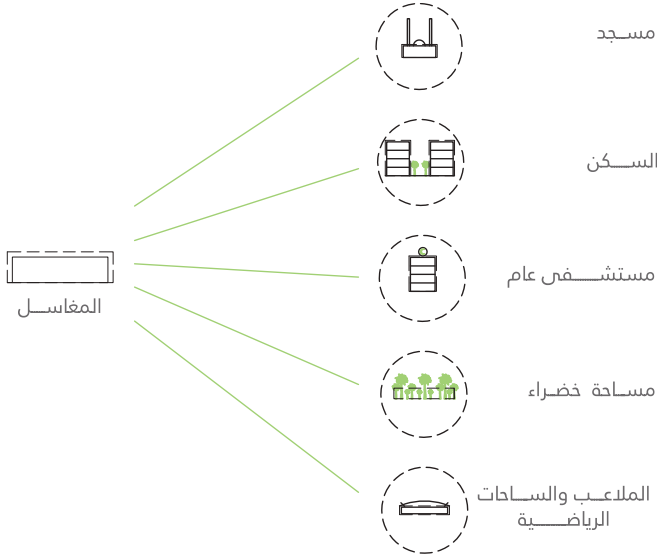 مسجد
السكن
مستشفى عام
المغاسل
مساحة خضراء
الملاعب والساحات
الرياضية